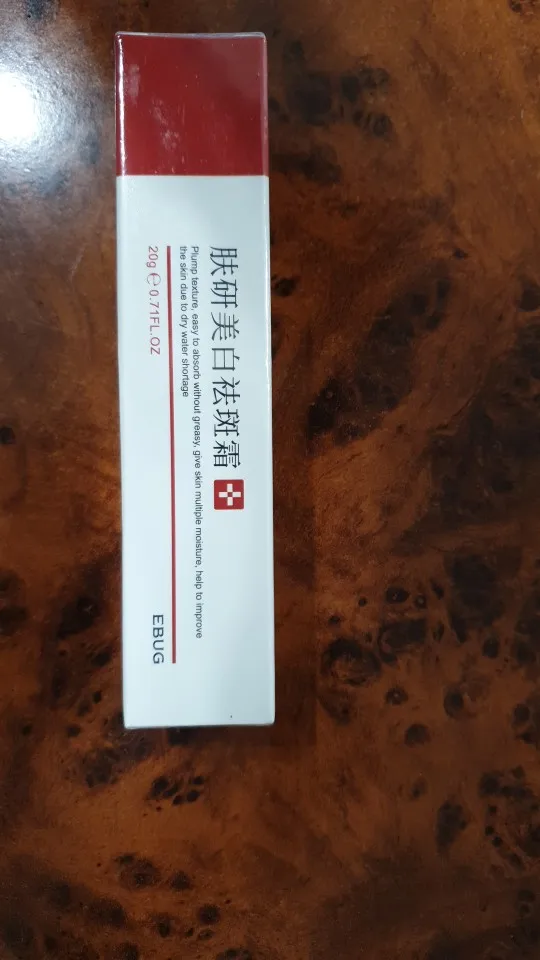 肤研美白祛斑霜
Plump texture, easy to absorb without greasy, give skin multiple moisture, help to improve
the skin due to dry water shortage
20g ℮ 0.71FL.OZ
EBUG